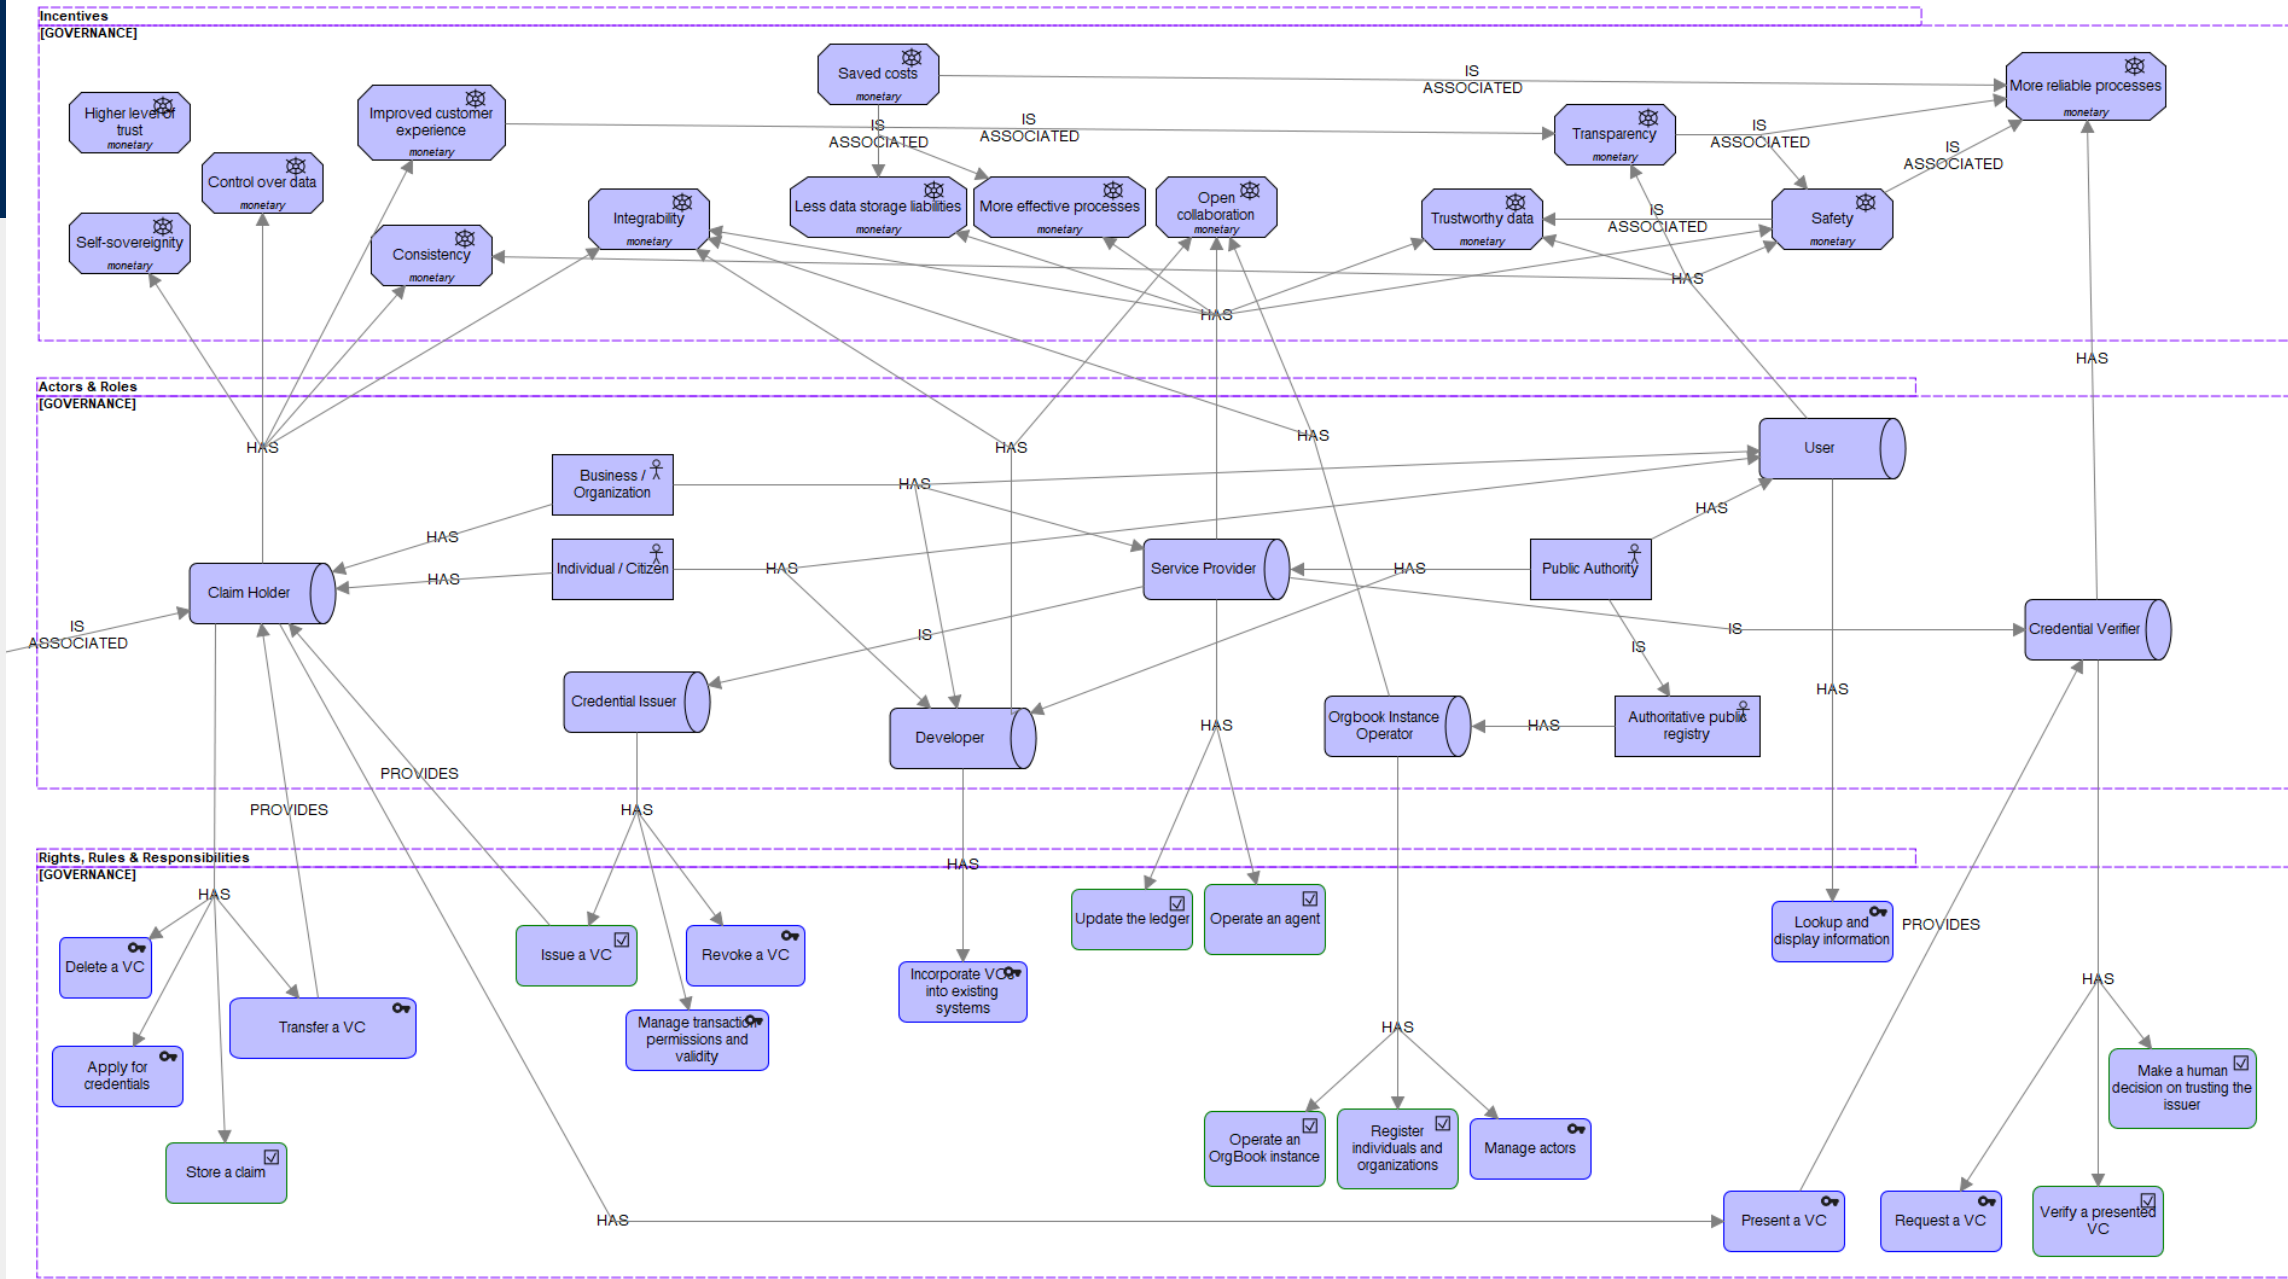 Incentives
[GOVERNANCE]
Saved costs
monetary
IS
ASSOCIATED
More reliable processes
monetary
Higher level of
trust
monetary
Improved customer
experience
monetary
IS
ASSOCIATED
IS
ASSOCIATED
Transparency
monetary
IS
ASSOCIATED
IS
ASSOCIATED
Control over data
monetary
Self-sovereignity
monetary
Consistency
monetary
Integrability
monetary
Less data storage liabilities
monetary
More effective processes
monetary
Open
collaboration
monetary
Trustworthy data
monetary
IS
ASSOCIATED
Safety
monetary
HAS
HAS
HAS
Actors & Roles
[GOVERNANCE]
HAS
HAS
HAS
User
Business /
Organization
HAS
HAS
HAS
Individual / Citizen
HAS
HAS
Service Provider
HAS
Public Authority
Claim Holder
IS
ASSOCIATED
IS
IS
IS
Credential Verifier
Credential Issuer
HAS
Developer
HAS
Orgbook Instance
Operator
HAS
Authoritative public
registry
PROVIDES
PROVIDES
HAS
Rights, Rules & Responsibilities
[GOVERNANCE]
HAS
HAS
Delete a VC
Issue a VC
Revoke a VC
Incorporate VCs
into existing
systems
Update the ledger
Operate an agent
Lookup and
display information
PROVIDES
HAS
Transfer a VC
Manage transaction
permissions and
validity
HAS
Apply for
credentials
Make a human
decision on trusting the
issuer
Operate an
OrgBook instance
Register
individuals and
organizations
Manage actors
Store a claim
HAS
Present a VC
Request a VC
Verify a presented
VC